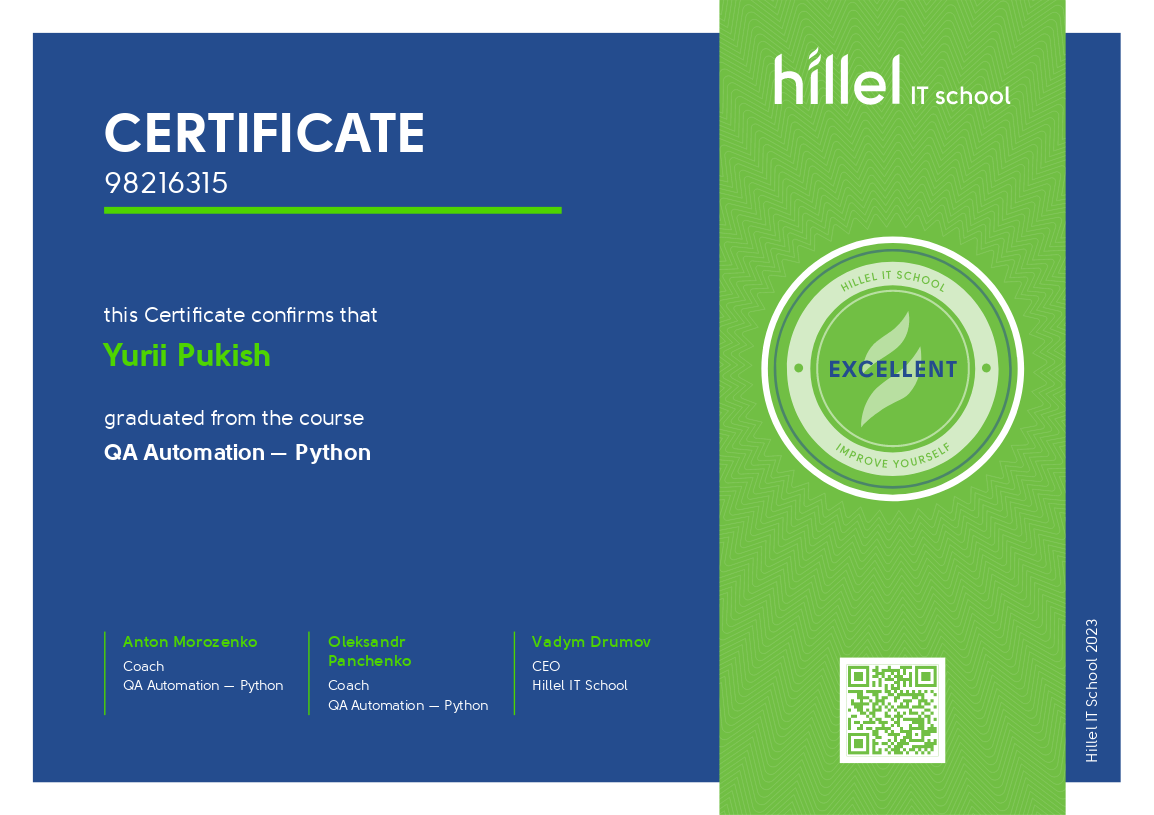 CERTIFICATE
98216315
this Certificate confirms that
Yurii Pukish
graduated from the course
QA Automation — Python
Anton Morozenko
Coach
QA Automation — Python
Oleksandr
Panchenko
Coach
QA Automation — Python
Vadym Drumov
CEO
Hillel IT School
hillel IT school
HILLEL IT SCHOOL
EXCELLENT
IMPROVE YOURSELF
Hillel IT School 2023